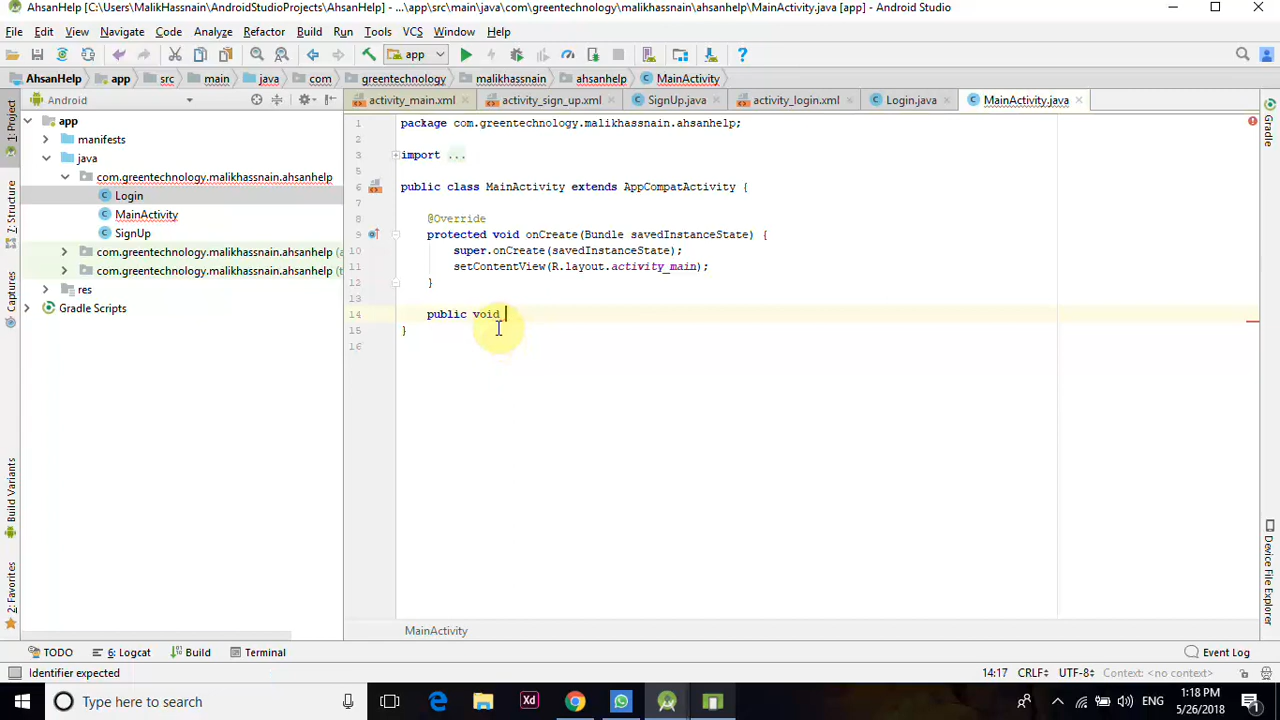 AhsanHelp [C:\Users\MalikHassnain\AndroidStudioProjects\AhsanHelp] - ...\app\src\main\java\com\greentechnology\malikhassnain\ahsanhelp\MainActivity.java [app] - Android Studio
File Edit View Navigate Code Analyze Refactor Build Run Tools VCS Window Help
app
AhsanHelp app src main java com greentechnology malikhassnain ahsanhelp MainActivity
Android
activity_main.xml activity_sign_up.xml SignUp.java activity_login.xml Login.java MainActivity.java
1: Project
Z: Structure
Captures
Build Variants
2: Favorites
app
manifests
java
com.greentechnology.malikhassnain.ahsanhelp
Login
MainActivity
SignUp
com.greentechnology.malikhassnain.ahsanhelp (a
com.greentechnology.malikhassnain.ahsanhelp (t
res
Gradle Scripts
1 package com.greentechnology.malikhassnain.ahsanhelp;
2
3 import ...
5
6 public class MainActivity extends AppCompatActivity {
7
8 @Override
9 protected void onCreate(Bundle savedInstanceState) {
10 super.onCreate(savedInstanceState);
11 setContentView(R.layout.activity_main);
12 }
13
14 public void
15 }
16
Gradle
Device File Explorer
MainActivity
TODO 6: Logcat Build Terminal Event Log
Identifier expected 14:17 CRLF UTF-8 Context: <no context>
Type here to search
Xd
ENG
1:18 PM
5/26/2018
1